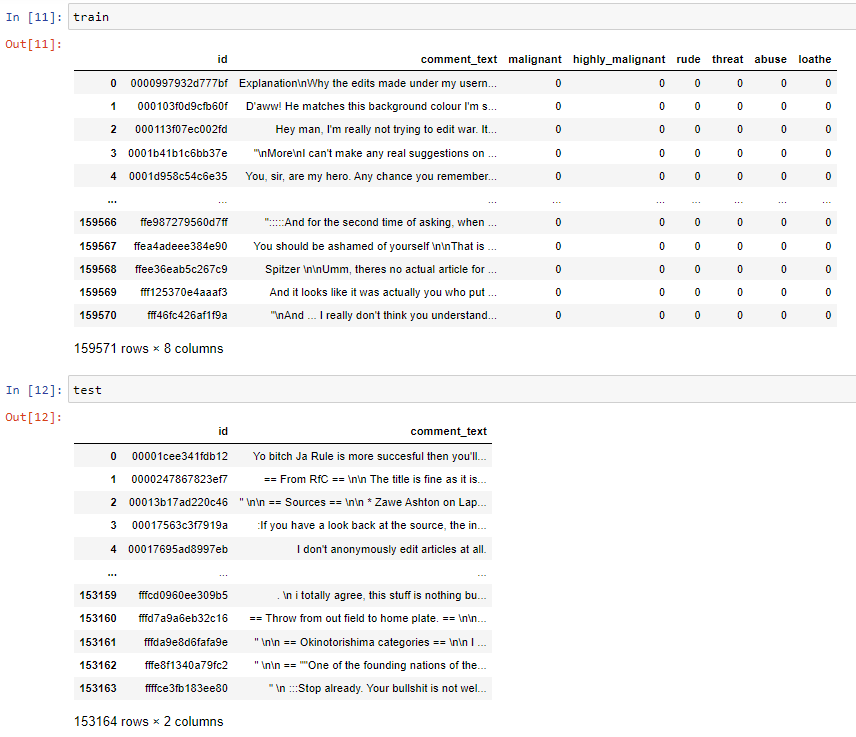 In [11]: train
Out[11]:
id comment_text malignant highly_malignant rude threat abuse loathe
0 0000997932d777bf Explanation\nWhy the edits made under my usern... 0 0 0 0 0 0
1 000103f0d9cfb60f D'aww! He matches this background colour I'm s... 0 0 0 0 0 0
2 000113f07ec002fd Hey man, I'm really not trying to edit war. It... 0 0 0 0 0 0
3 0001b41b1c6bb37e "\nMore\nI can't make any real suggestions on ... 0 0 0 0 0 0
4 0001d958c54c6e35 You, sir, are my hero. Any chance you remember... 0 0 0 0 0 0
... ... ... ... ... ... ... ... ...
159566 ffe987279560d7ff ":::::And for the second time of asking, when ... 0 0 0 0 0 0
159567 ffea4adeee384e90 You should be ashamed of yourself \n\nThat is ... 0 0 0 0 0 0
159568 ffee36eab5c267c9 Spitzer \n\nUmm, theres no actual article for ... 0 0 0 0 0 0
159569 fff125370e4aaaf3 And it looks like it was actually you who put ... 0 0 0 0 0 0
159570 fff46fc426af1f9a "\nAnd ... I really don't think you understand... 0 0 0 0 0 0
159571 rows × 8 columns
In [12]: test
Out[12]:
id comment_text
0 00001cee341fdb12 Yo bitch Ja Rule is more succesful then you'll...
1 0000247867823ef7 == From RfC == \n\n The title is fine as it is...
2 00013b17ad220c46 " \n\n == Sources == \n\n * Zawe Ashton on Lap...
3 00017563c3f7919a :If you have a look back at the source, the in...
4 00017695ad8997eb I don't anonymously edit articles at all.
... ... ...
153159 fffcd0960ee309b5 . \n i totally agree, this stuff is nothing bu...
153160 fffd7a9a6eb32c16 == Throw from out field to home plate. == \n\n...
153161 fffda9e8d6fafa9e " \n\n == Okinotorishima categories == \n\n I ...
153162 fffe8f1340a79fc2 " \n\n == ""One of the founding nations of the...
153163 ffffce3fb183ee80 " \n :::Stop already. Your bullshit is not wel...
153164 rows × 2 columns